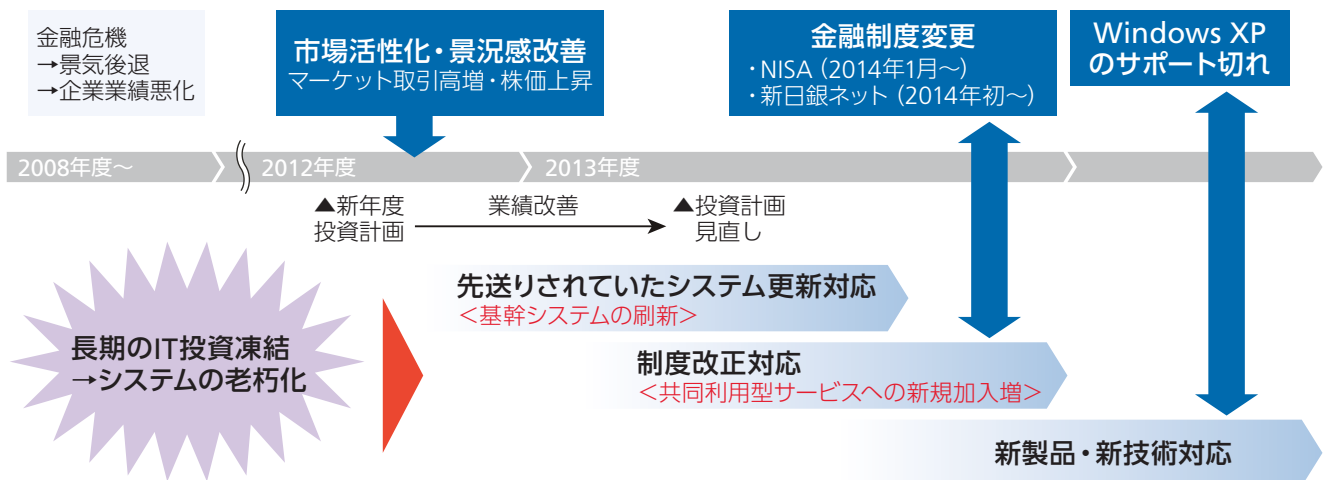 金融危機
→景気後退
→企業業績悪化
市場活性化・景況感改善
マーケット取引高増・株価上昇
金融制度変更
・NISA（2014年1月～）
・新日銀ネット（2014年初～）
Windows XP
のサポート切れ
2008年度～
2012年度
2013年度
▲新年度
投資計画
業績改善
▲投資計画
見直し
先送りされていたシステム更新対応
＜基幹システムの刷新＞
長期のIT投資凍結
→システムの老朽化
制度改正対応
＜共同利用型サービスへの新規加入増＞
新製品・新技術対応